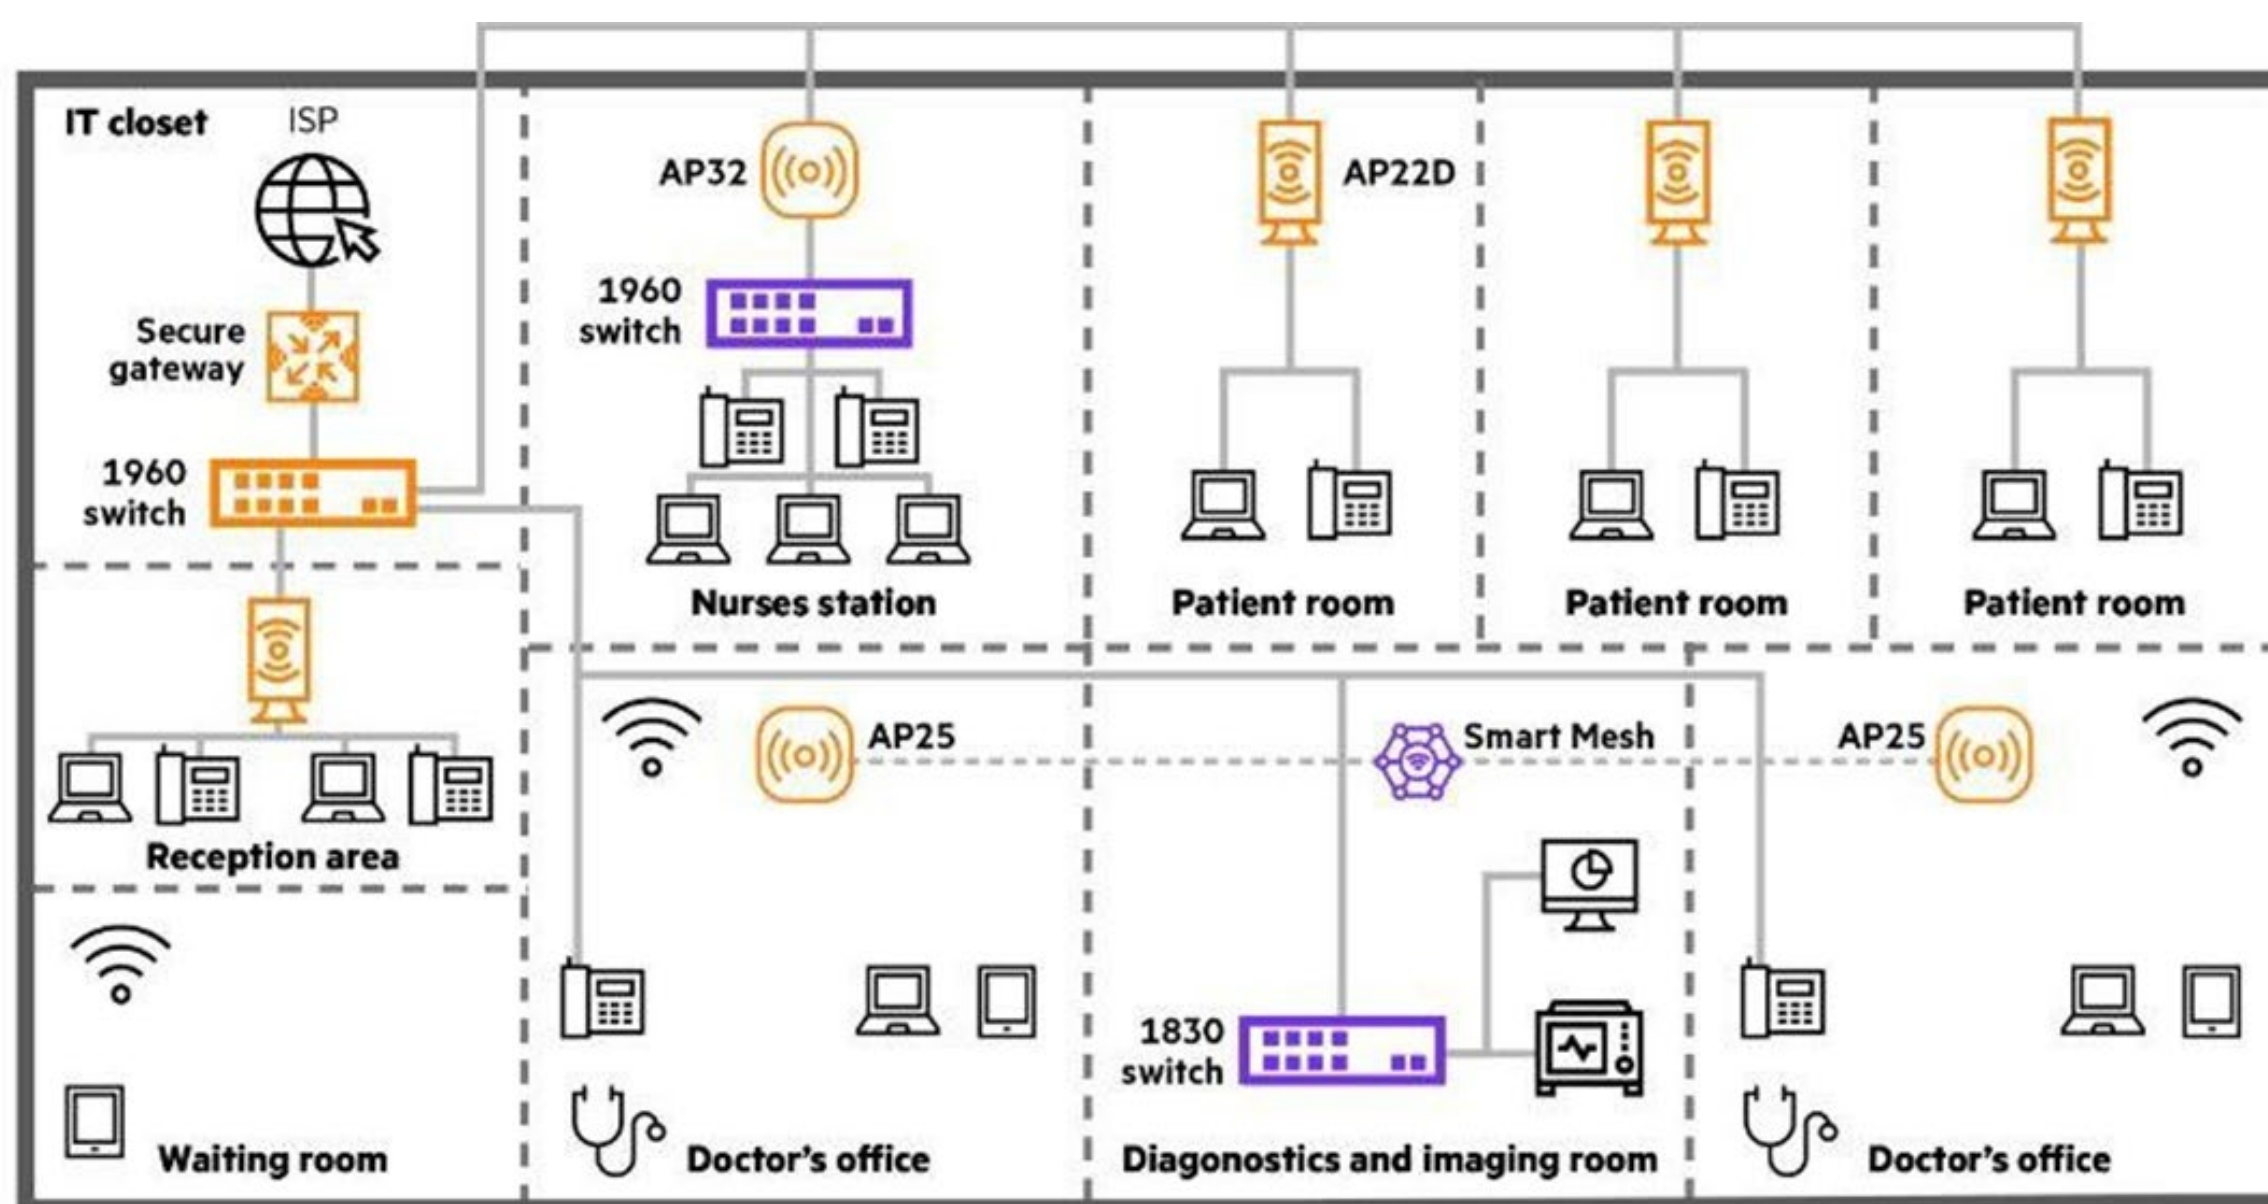 IT closet
ISP
Secure
gateway
1960
switch
AP32
1960
switch
Nurses station
AP22D
Patient room
Patient room
Patient room
Reception area
Waiting room
AP25
Doctor's office
Smart Mesh
1830
switch
Diagonostics and imaging room
AP25
Doctor's office